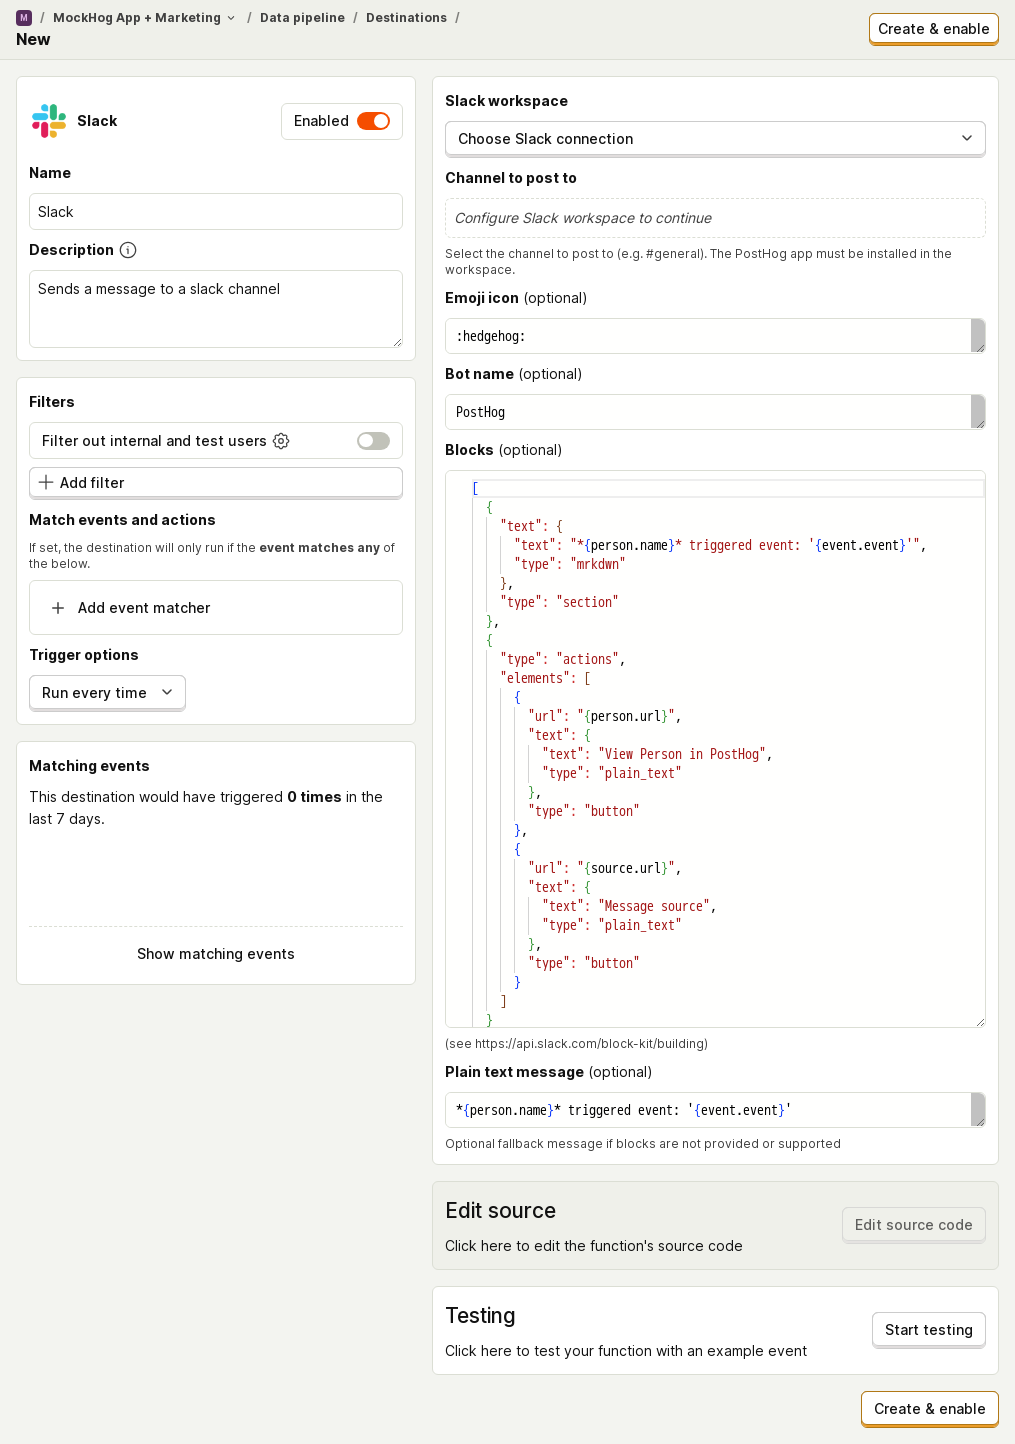 M / MockHog App + Marketing / Data pipeline / Destinations /
New
Create & enable
Slack
Enabled
Name
Slack
Description
Sends a message to a slack channel
Filters
Filter out internal and test users
Add filter
Match events and actions
If set, the destination will only run if the event matches any of
the below.
Add event matcher
Trigger options
Run every time
Matching events
This destination would have triggered 0 times in the
last 7 days.
Show matching events
Slack workspace
Choose Slack connection
Channel to post to
Configure Slack workspace to continue
Select the channel to post to (e.g. #general). The PostHog app must be installed in the
workspace.
Emoji icon (optional)
:hedgehog:
Bot name (optional)
PostHog
Blocks (optional)
[
  {
    "text": {
      "text": "*{person.name}* triggered event: '{event.event}'",
      "type": "mrkdwn"
    },
    "type": "section"
  },
  {
    "type": "actions",
    "elements": [
      {
        "url": "{person.url}",
        "text": {
          "text": "View Person in PostHog",
          "type": "plain_text"
        },
        "type": "button"
      },
      {
        "url": "{source.url}",
        "text": {
          "text": "Message source",
          "type": "plain_text"
        },
        "type": "button"
      }
    ]
  }
(see https://api.slack.com/block-kit/building)
Plain text message (optional)
*{person.name}* triggered event: '{event.event}'
Optional fallback message if blocks are not provided or supported
Edit source
Click here to edit the function's source code
Edit source code
Testing
Click here to test your function with an example event
Start testing
Create & enable